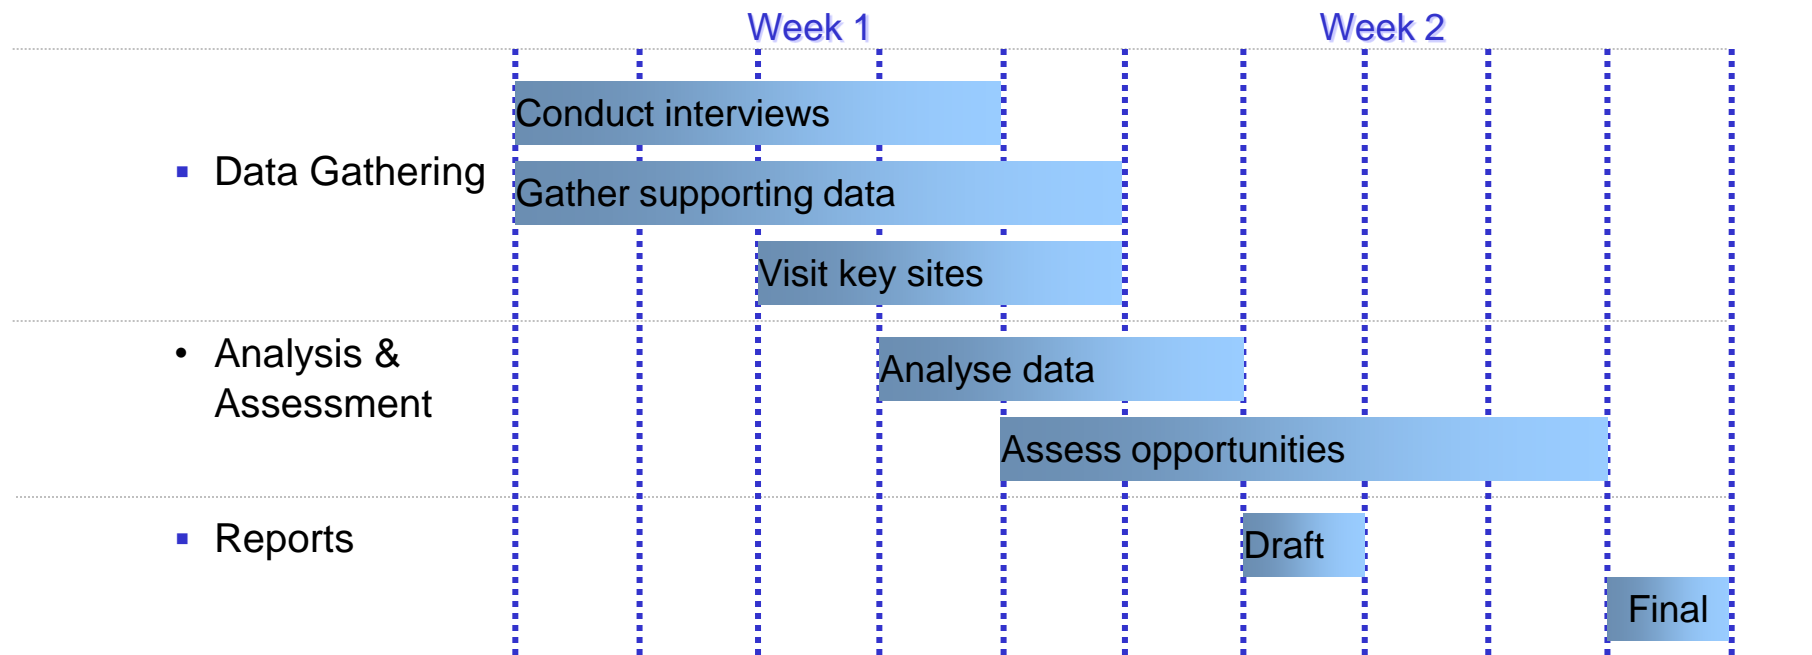 Week 1
Week 2
Conduct interviews
▪ Data Gathering
Gather supporting data
Visit key sites
• Analysis &
Assessment
Analyse data
Assess opportunities
▪ Reports
Draft
Final